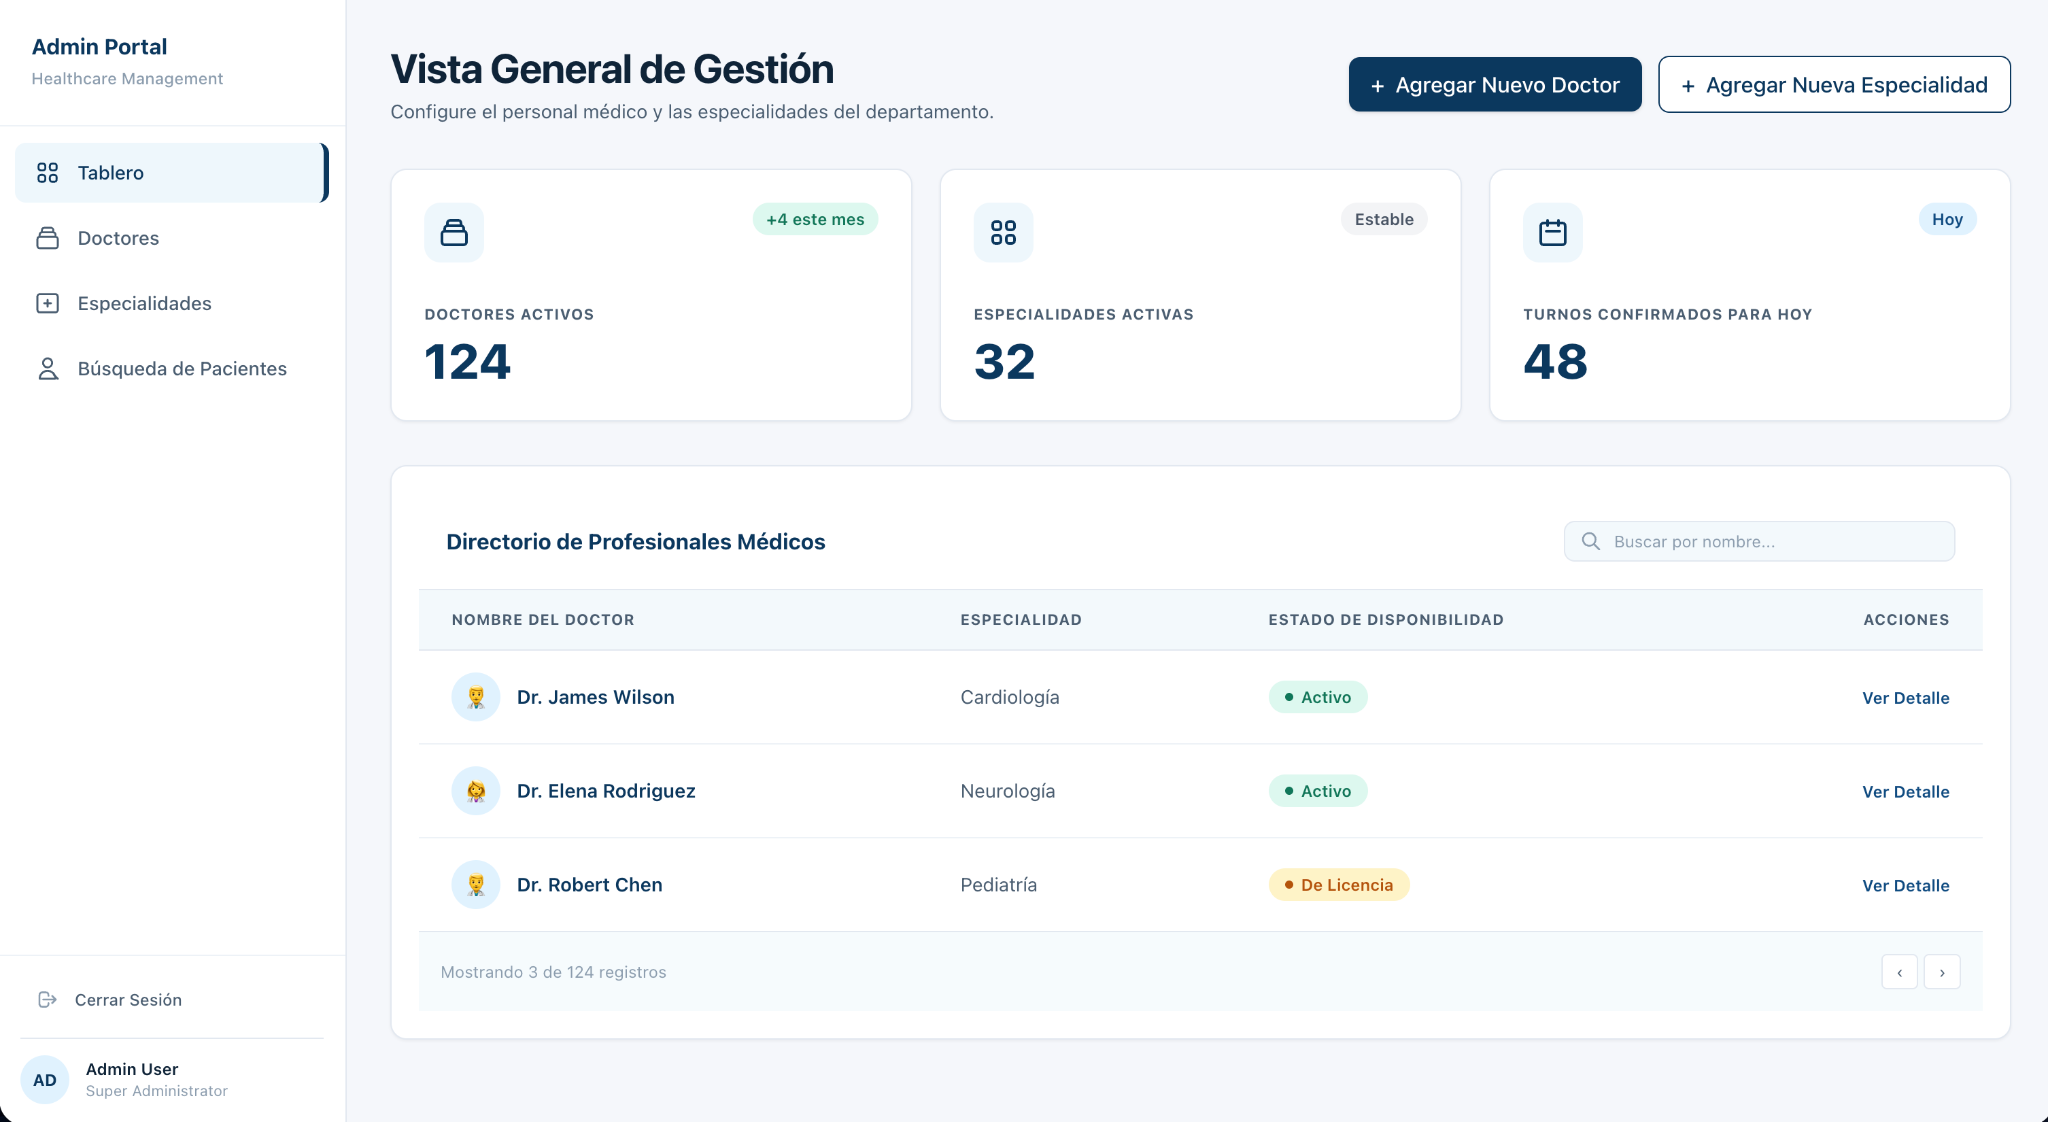 Admin Portal
Healthcare Management
Tablero
Doctores
Especialidades
Búsqueda de Pacientes
Cerrar Sesión
AD
Admin User
Super Administrator
Vista General de Gestión
Configure el personal médico y las especialidades del departamento.
+ Agregar Nuevo Doctor
+ Agregar Nueva Especialidad
+4 este mes
DOCTORES ACTIVOS
124
Estable
ESPECIALIDADES ACTIVAS
32
Hoy
TURNOS CONFIRMADOS PARA HOY
48
Directorio de Profesionales Médicos
Buscar por nombre...
NOMBRE DEL DOCTOR ESPECIALIDAD ESTADO DE DISPONIBILIDAD ACCIONES
Dr. James Wilson Cardiología Activo Ver Detalle
Dr. Elena Rodriguez Neurología Activo Ver Detalle
Dr. Robert Chen Pediatría De Licencia Ver Detalle
Mostrando 3 de 124 registros ‹ ›